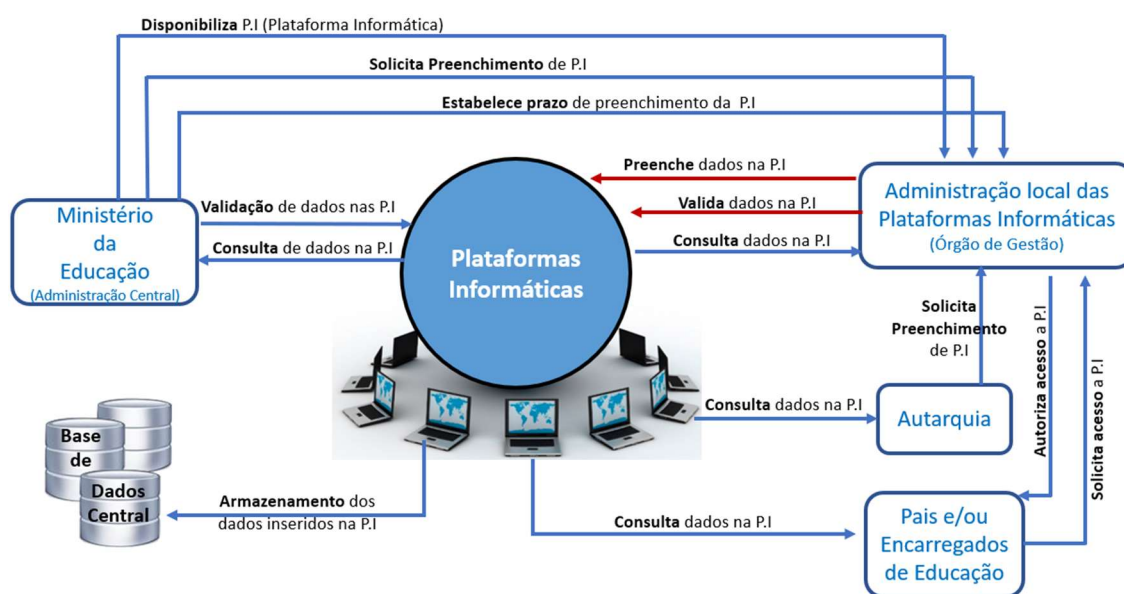 Disponibiliza P.I (Plataforma Informática)
Solicita Preenchimento de P.I
Estabelece prazo de preenchimento da P.I
Ministério
da
Educação
(Administração Central)
Validação de dados nas P.I
Consulta de dados na P.I
Plataformas
Informáticas
Preenche dados na P.I
Valida dados na P.I
Consulta dados na P.I
Administração local das
Plataformas Informáticas
(Órgão de Gestão)
Solicita
Preenchimento
de P.I
Autoriza acesso a P.I
Solicita acesso a P.I
Consulta dados na P.I
Autarquia
Base
de
Dados
Central
Armazenamento dos
dados inseridos na P.I
Consulta dados na P.I
Pais e/ou
Encarregados
de Educação